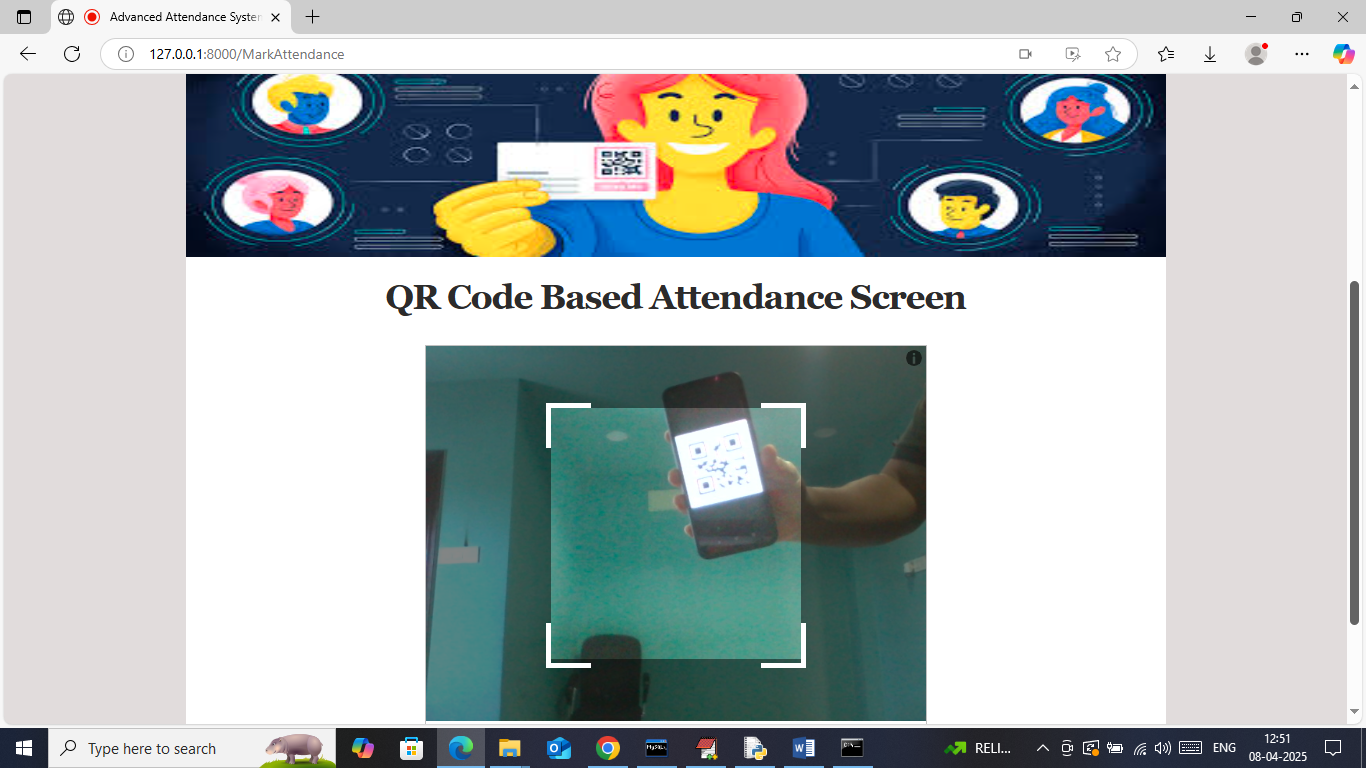 Advanced Attendance System
127.0.0.1:8000/MarkAttendance
QR Code Based Attendance Screen
Type here to search
RELI...
ENG
12:51
08-04-2025